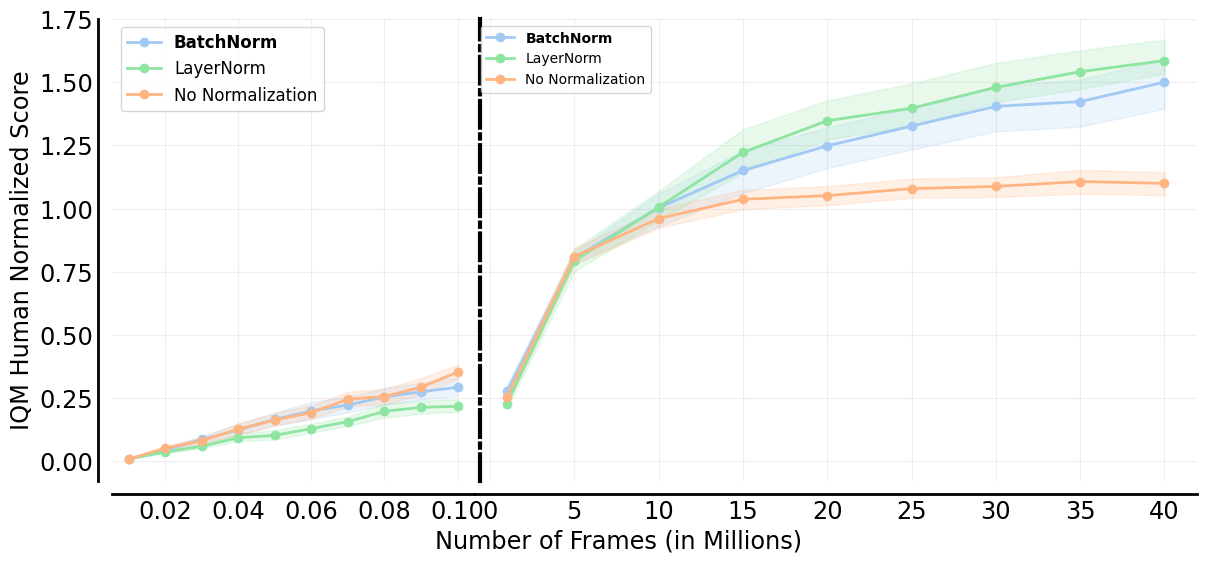 IQM Human Normalized Score
1.75
1.50
1.25
1.00
0.75
0.50
0.25
0.00
BatchNorm
LayerNorm
No Normalization
BatchNorm
LayerNorm
No Normalization
0.02 0.04 0.06 0.08 0.10 0 5 10 15 20 25 30 35 40
Number of Frames (in Millions)